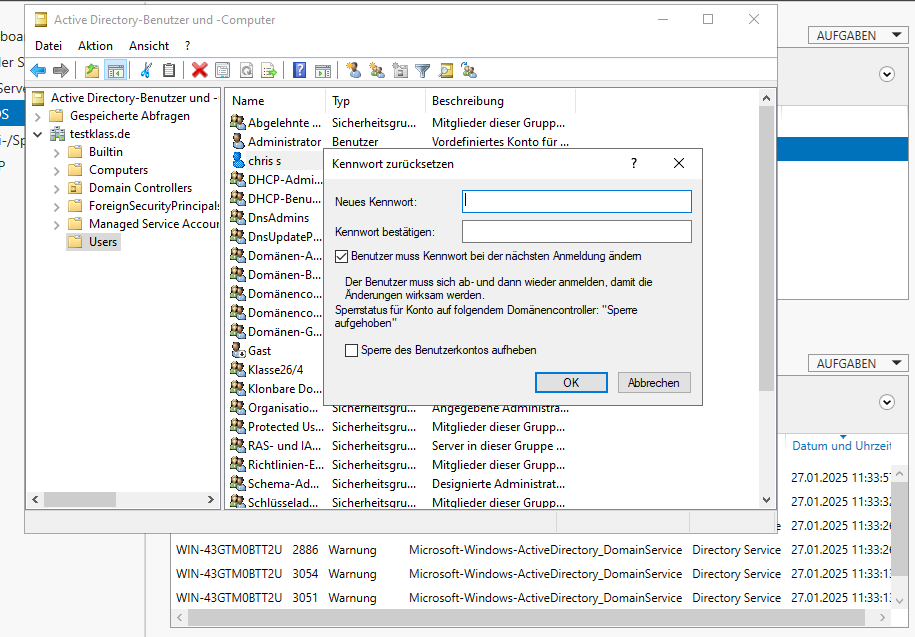 Active Directory-Benutzer und -Computer
Datei Aktion Ansicht ?
AUFGABEN
Active Directory-Benutzer und -
Gespeicherte Abfragen
testklass.de
Builtin
Computers
Domain Controllers
ForeignSecurityPrincipals
Managed Service Accour
Users
Name Typ Beschreibung
Abgelehnte ... Sicherheitsgru... Mitglieder dieser Grupp...
Administrator Benutzer Vordefiniertes Konto für ...
chris s
DHCP-Admi...
DHCP-Benu...
DnsAdmins
DnsUpdateP...
Domänen-A...
Domänen-B...
Domänenco...
Domänenco...
Domänen-G...
Gast
Klasse26/4
Klonbare Do...
Organisatio... Sicherheitsgru... Angegebene Administra...
Protected Us... Sicherheitsgru... Mitglieder dieser Grupp...
RAS- und IA... Sicherheitsgru... Server in dieser Gruppe ...
Richtlinien-E... Sicherheitsgru... Mitglieder dieser Grupp...
Schema-Ad... Sicherheitsgru... Designierte Administrat...
Schlüsselad... Sicherheitsgru... Mitglieder dieser Grupp...
Kennwort zurücksetzen ?
Neues Kennwort:
Kennwort bestätigen:
Benutzer muss Kennwort bei der nächsten Anmeldung ändern
Der Benutzer muss sich ab- und dann wieder anmelden, damit die
Änderungen wirksam werden.
Sperrstatus für Konto auf folgendem Domänencontroller: "Sperre
aufgehoben"
Sperre des Benutzerkontos aufheben
OK Abbrechen
AUFGABEN
Datum und Uhrzeit
27.01.2025 11:33:57
27.01.2025 11:33:32
27.01.2025 11:33:26
WIN-43GTM0BTT2U 2886 Warnung Microsoft-Windows-ActiveDirectory_DomainService Directory Service 27.01.2025 11:33:26
WIN-43GTM0BTT2U 3054 Warnung Microsoft-Windows-ActiveDirectory_DomainService Directory Service 27.01.2025 11:33:13
WIN-43GTM0BTT2U 3051 Warnung Microsoft-Windows-ActiveDirectory_DomainService Directory Service 27.01.2025 11:33:13